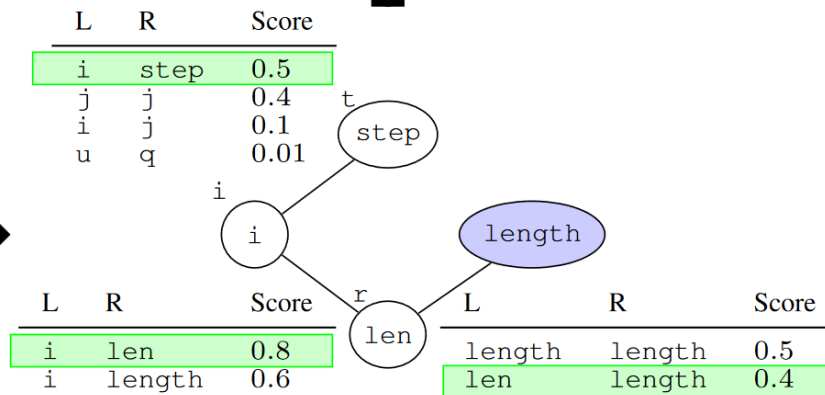 L R Score
i step 0.5
j j 0.4
i j 0.1
u q 0.01
t
step
i
i
length
r
len
L R Score
i len 0.8
i length 0.6
L R Score
length length 0.5
len length 0.4